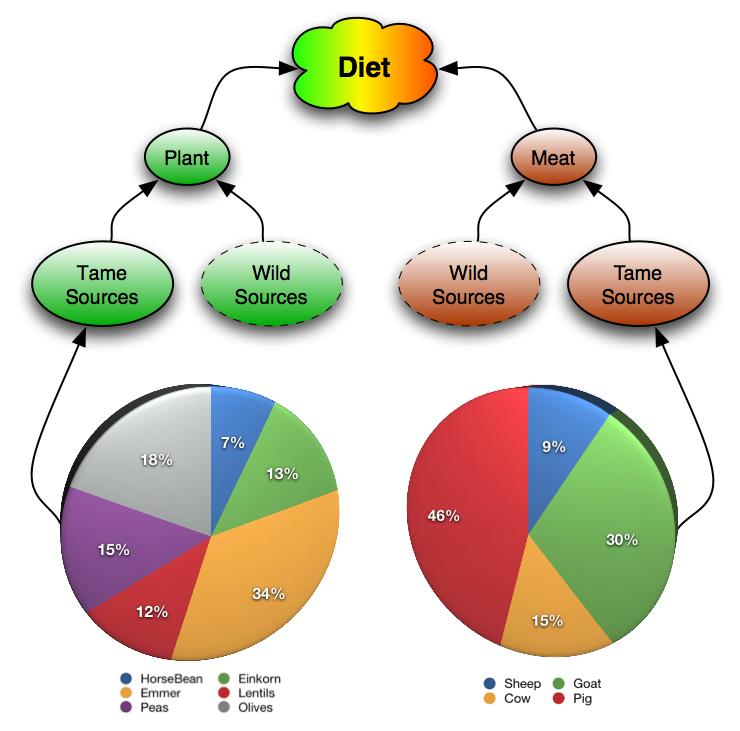 Diet
Plant
Meat
Tame
Sources
Wild
Sources
Wild
Sources
Tame
Sources
7%
13%
34%
12%
15%
18%
9%
30%
15%
46%
HorseBean
Einkorn
Emmer
Lentils
Peas
Olives
Sheep
Goat
Cow
Pig